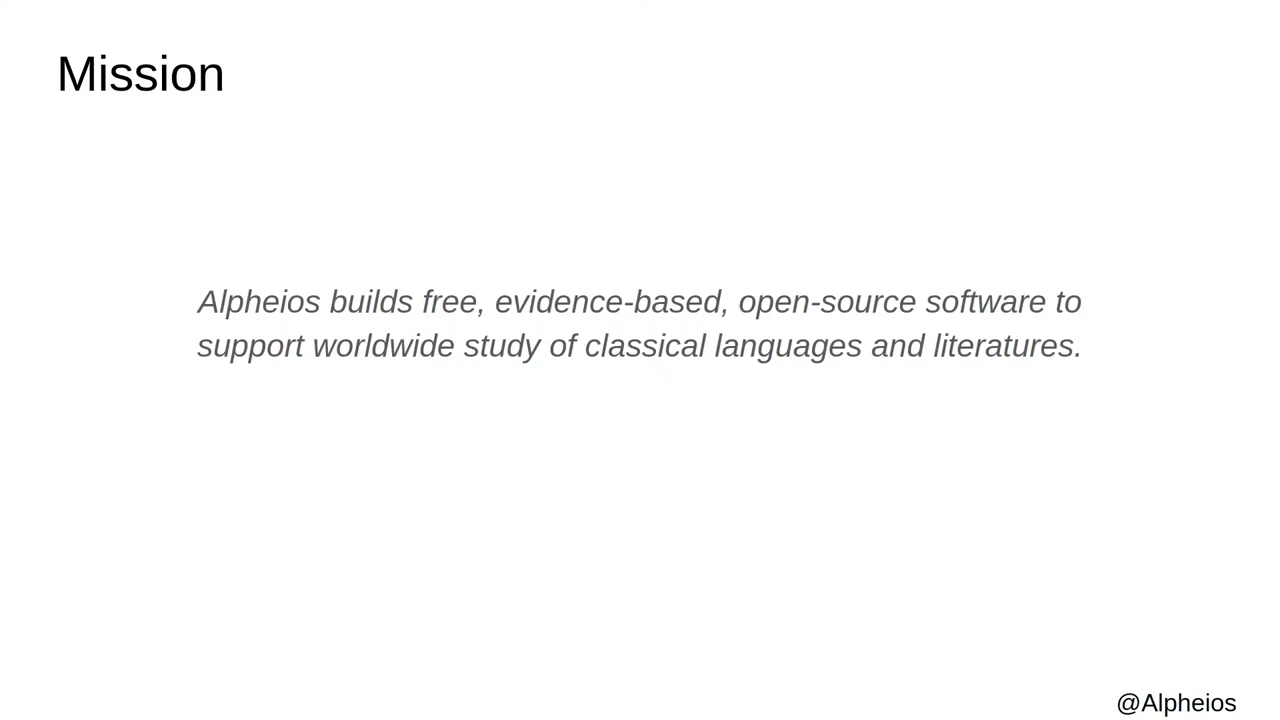 Mission
Alpheios builds free, evidence-based, open-source software to
support worldwide study of classical languages and literatures.
@Alpheios